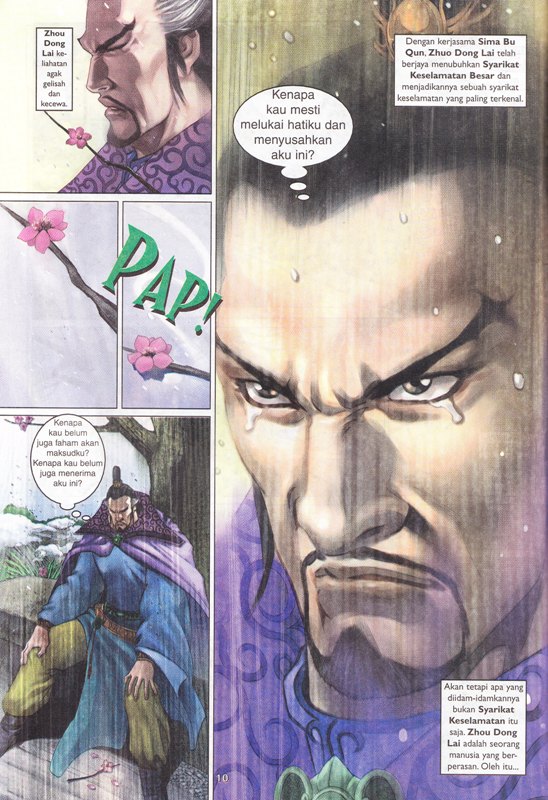 Zhou
Dong
Lai ke-
liahatan
agak
gelisah
dan
kecewa.
Dengan kerjasama Sima Bu
Qun, Zhuo Dong Lai telah
berjaya menubuhkan Syarikat
Keselamatan Besar dan
menjadikannya sebuah syarikat
keselamatan yang paling terkenal.
Kenapa
kau mesti
melukai hatiku dan
menyusahkan
aku ini?
PAP!
Kenapa
kau belum
juga faham akan
maksudku?
Kenapa kau belum
juga menerima
aku ini?
Akan tetapi apa yang
diidam-idamkannya
bukan Syarikat
Keselamatan itu
saja. Zhou Dong
Lai adalah seorang
manusia yang ber-
perasan. Oleh itu...
10